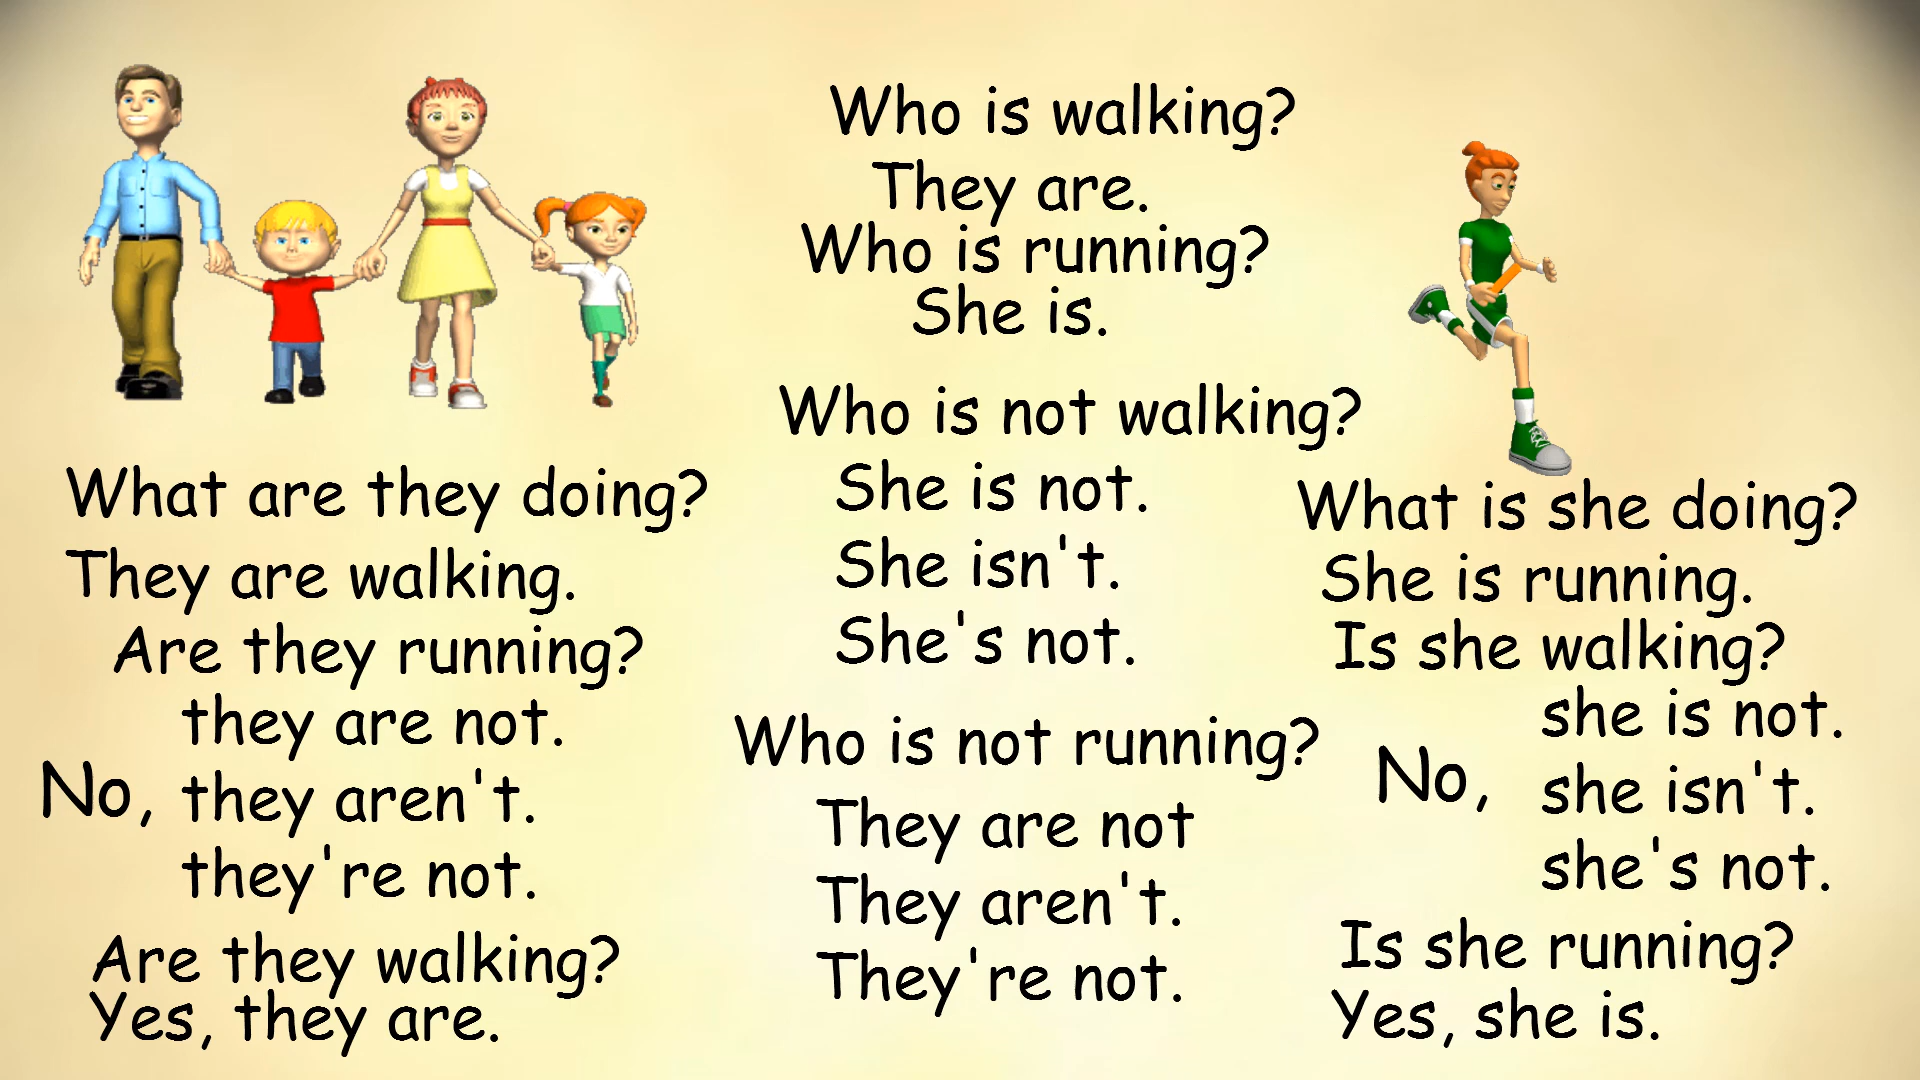 What are they doing?
They are walking.
Are they running?
they are not.
No, they aren't.
they're not.
Are they walking?
Yes, they are.
Who is walking?
They are.
Who is running?
She is.
Who is not walking?
She is not.
She isn't.
She's not.
Who is not running?
They are not
They aren't.
They're not.
What is she doing?
She is running.
Is she walking?
she is not.
No, she isn't.
she's not.
Is she running?
Yes, she is.